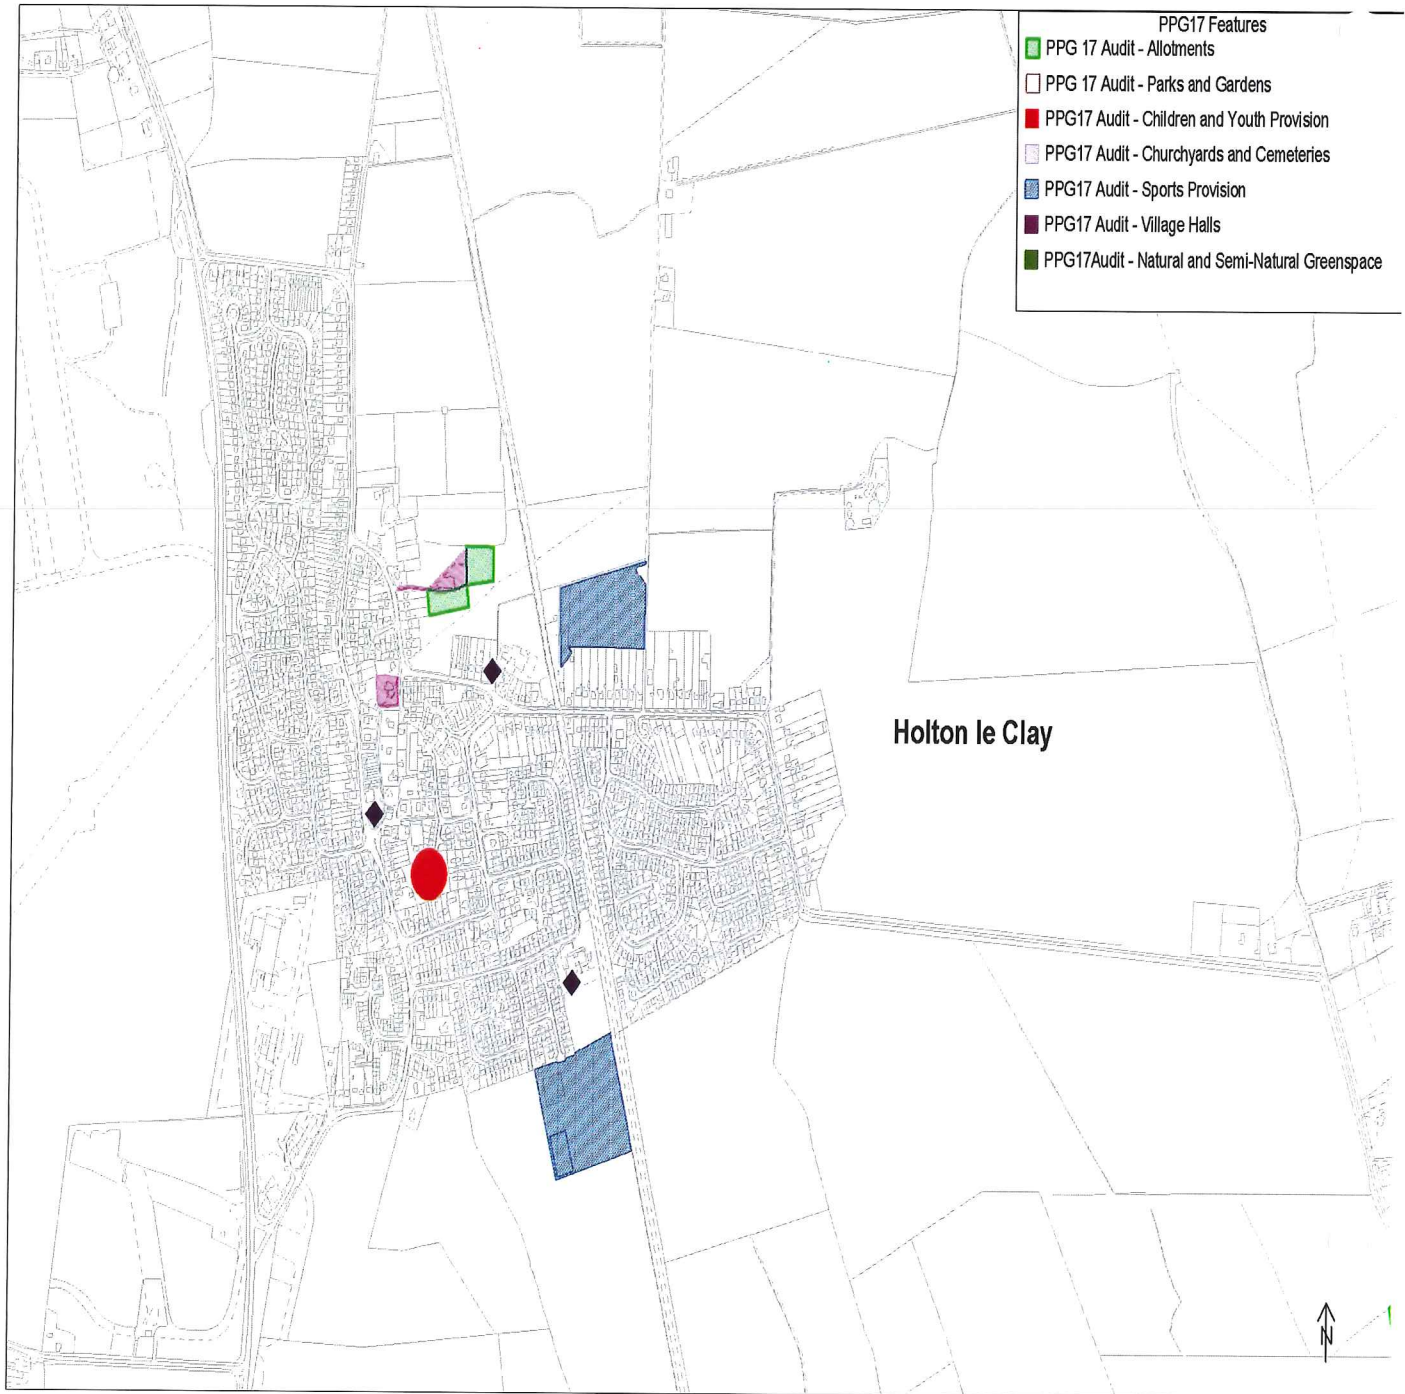 PPG17 Features
PPG 17 Audit - Allotments
PPG 17 Audit - Parks and Gardens
PPG17 Audit - Children and Youth Provision
PPG17 Audit - Churchyards and Cemeteries
PPG17 Audit - Sports Provision
PPG17 Audit - Village Halls
PPG17Audit - Natural and Semi-Natural Greenspace
Holton le Clay
N